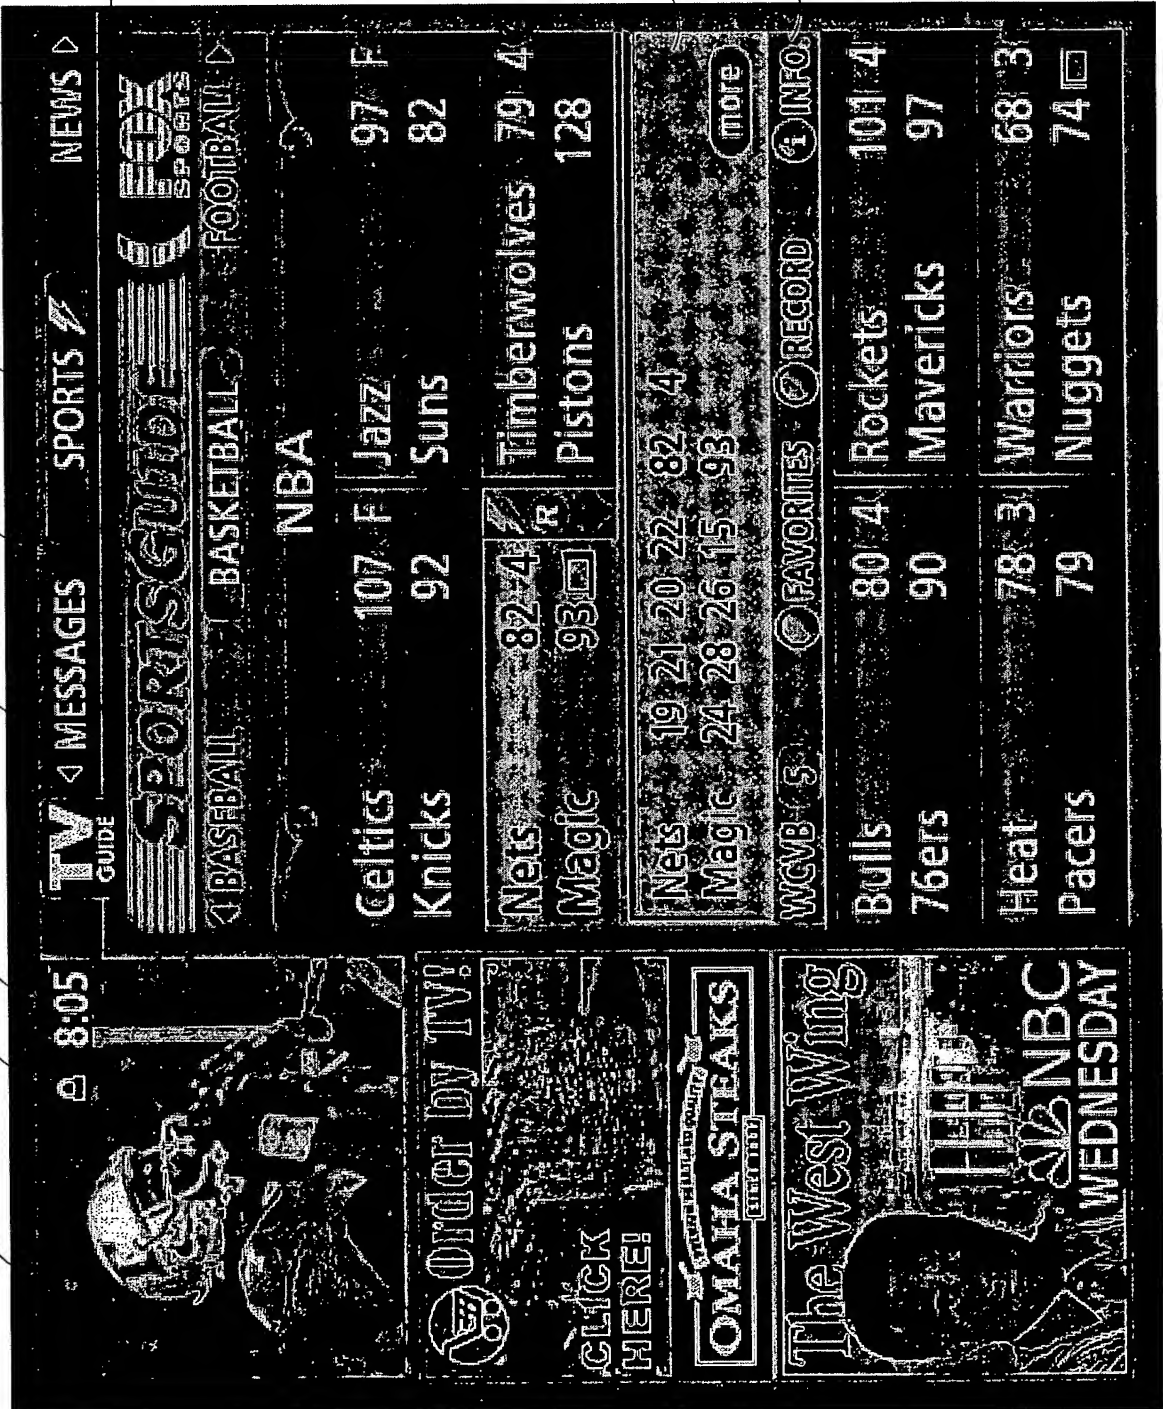 8:05
TV
GUIDE
MESSAGES
SPORTS
NEWS
SPORTSGUIDE
FOX
SPORTS
BASEBALL
BASKETBALL
FOOTBALL
NBA
Celtics 107 F
Knicks 92
Jazz 97 F
Suns 82
Nets 82 4
Magic 93
R
Timberwolves 79 4
Pistons 128
Nets 19 21 20 22 82 4
Magic 24 28 26 15 93
more
WCVB 5
FAVORITES
RECORD
i INFO
Bulls 80 4
76ers 90
Rockets 101 4
Mavericks 97
Heat 78 3
Pacers 79
Warriors 68 3
Nuggets 74
Order by TV!
CLICK
HERE!
OMAHA STEAKS
The West Wing
NBC
WEDNESDAY